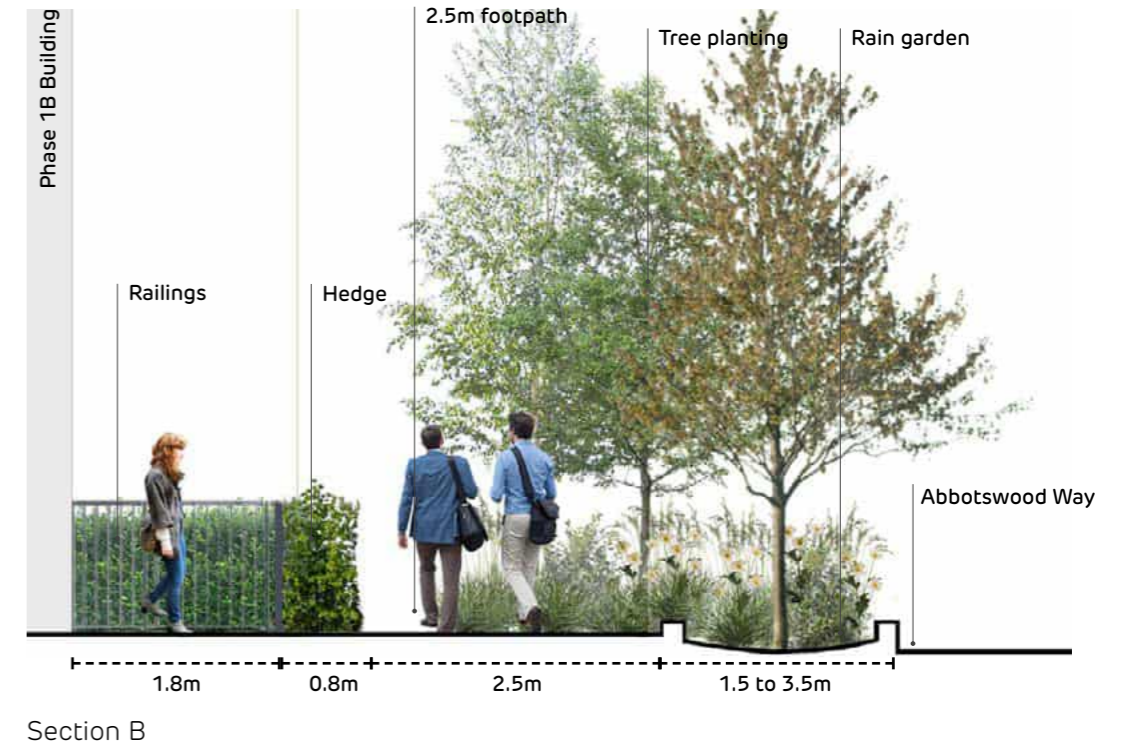 Phase 1B Building
2.5m footpath
Tree planting
Rain garden
Railings
Hedge
Abbotswood Way
1.8m
0.8m
2.5m
1.5 to 3.5m
Section B